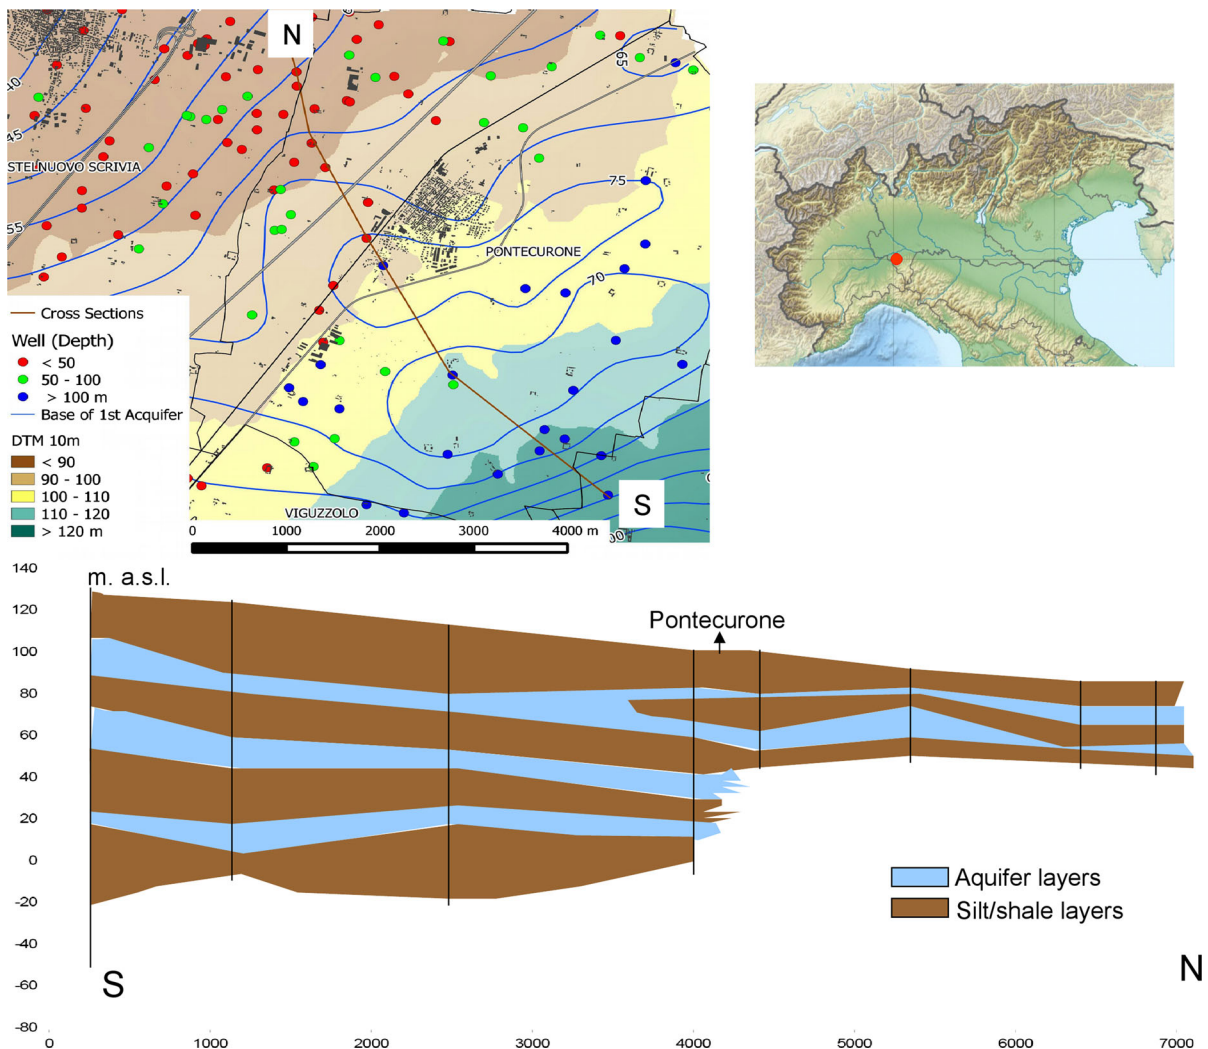 N
40
45
55
65
75
70
STELNUOVO SCRIVIA
PONTECURONE
VIGUZZOLO
S
Cross Sections
Well (Depth)
< 50
50 - 100
> 100 m
Base of 1st Acquifer
DTM 10m
< 90
90 - 100
100 - 110
110 - 120
> 120 m
0 1000 2000 3000 4000 m
m. a.s.l.
140
120
100
80
60
40
20
0
-20
-40
-60
-80
Pontecurone
Aquifer layers
Silt/shale layers
S
N
0 1000 2000 3000 4000 5000 6000 7000